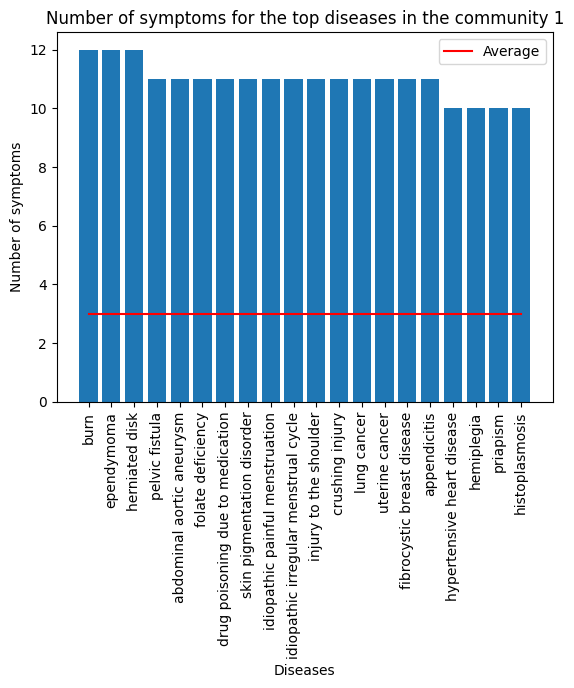 Number of symptoms for the top diseases in the community 1
Average
Number of symptoms
12
10
8
6
4
2
0
burn
ependymoma
herniated disk
pelvic fistula
abdominal aortic aneurysm
folate deficiency
drug poisoning due to medication
skin pigmentation disorder
idiopathic painful menstruation
idiopathic irregular menstrual cycle
injury to the shoulder
crushing injury
lung cancer
uterine cancer
fibrocystic breast disease
appendicitis
hypertensive heart disease
hemiplegia
priapism
histoplasmosis
Diseases